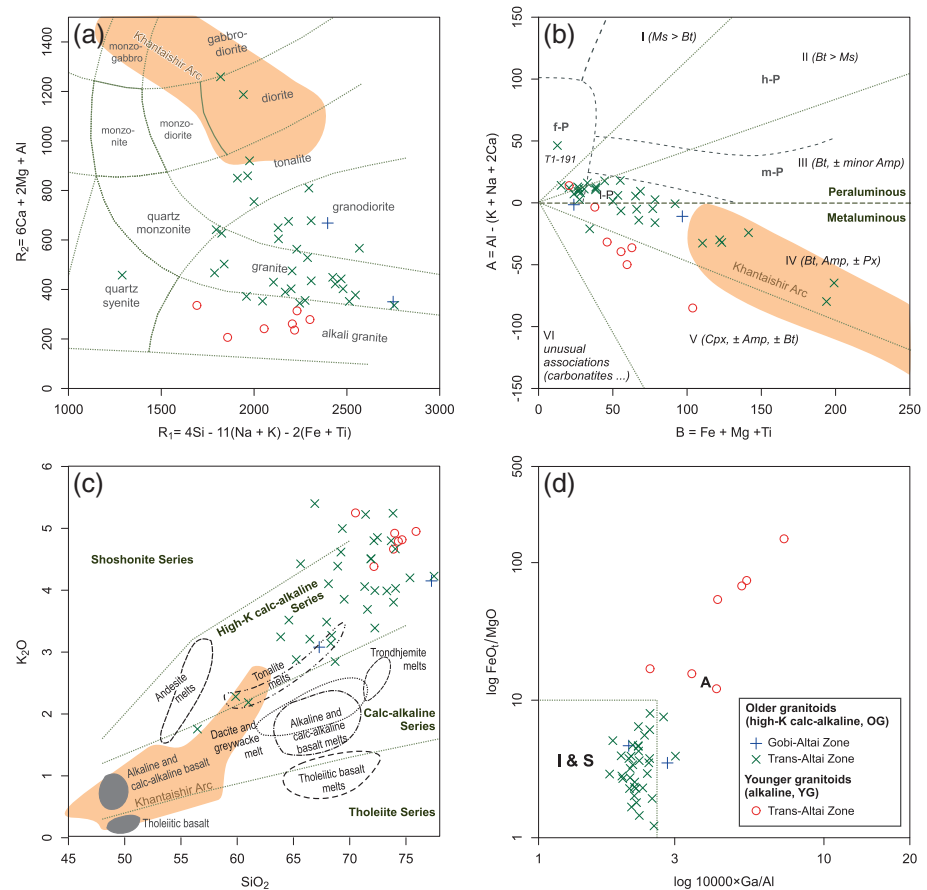 (a)
1400
1200
1000
800
600
400
200
0
R₂= 6Ca + 2Mg + Al
monzo-
gabbro
Khantaishir Arc
gabbro-
diorite
diorite
monzo-
nite
monzo-
diorite
tonalite
quartz
monzonite
granodiorite
granite
quartz
syenite
alkali granite
1000
1500
2000
2500
3000
R₁= 4Si - 11(Na + K) - 2(Fe + Ti)
(b)
150
100
50
0
-50
-100
-150
A = Al - (K + Na + 2Ca)
I (Ms > Bt)
II (Bt > Ms)
h-P
f-P
T1-191
III (Bt, ± minor Amp)
m-P
l-P
Peraluminous
Metaluminous
IV (Bt, Amp, ± Px)
Khantaishir Arc
V (Cpx, ± Amp, ± Bt)
VI
unusual
associations
(carbonatites ...)
0
50
100
150
200
250
B = Fe + Mg +Ti
(c)
6
5
4
3
2
1
0
K₂O
Shoshonite Series
High-K calc-alkaline
Series
Andesite
melts
Tonalite
melts
Trondhjemite
melts
Calc-alkaline
Series
Dacite and
greywacke
melt
Alkaline and
calc-alkaline
basalt melts
Alkaline and
calc-alkaline basalt
Khantaishir Arc
Tholeiitic basalt
melts
Tholeiite Series
Tholeiitic basalt
45
50
55
60
65
70
75
SiO₂
(d)
500
100
10
1
log FeOₜ/MgO
A
I & S
Older granitoids
(high-K calc-alkaline, OG)
Gobi-Altai Zone
Trans-Altai Zone
Younger granitoids
(alkaline, YG)
Trans-Altai Zone
1
3
10
20
log 10000×Ga/Al